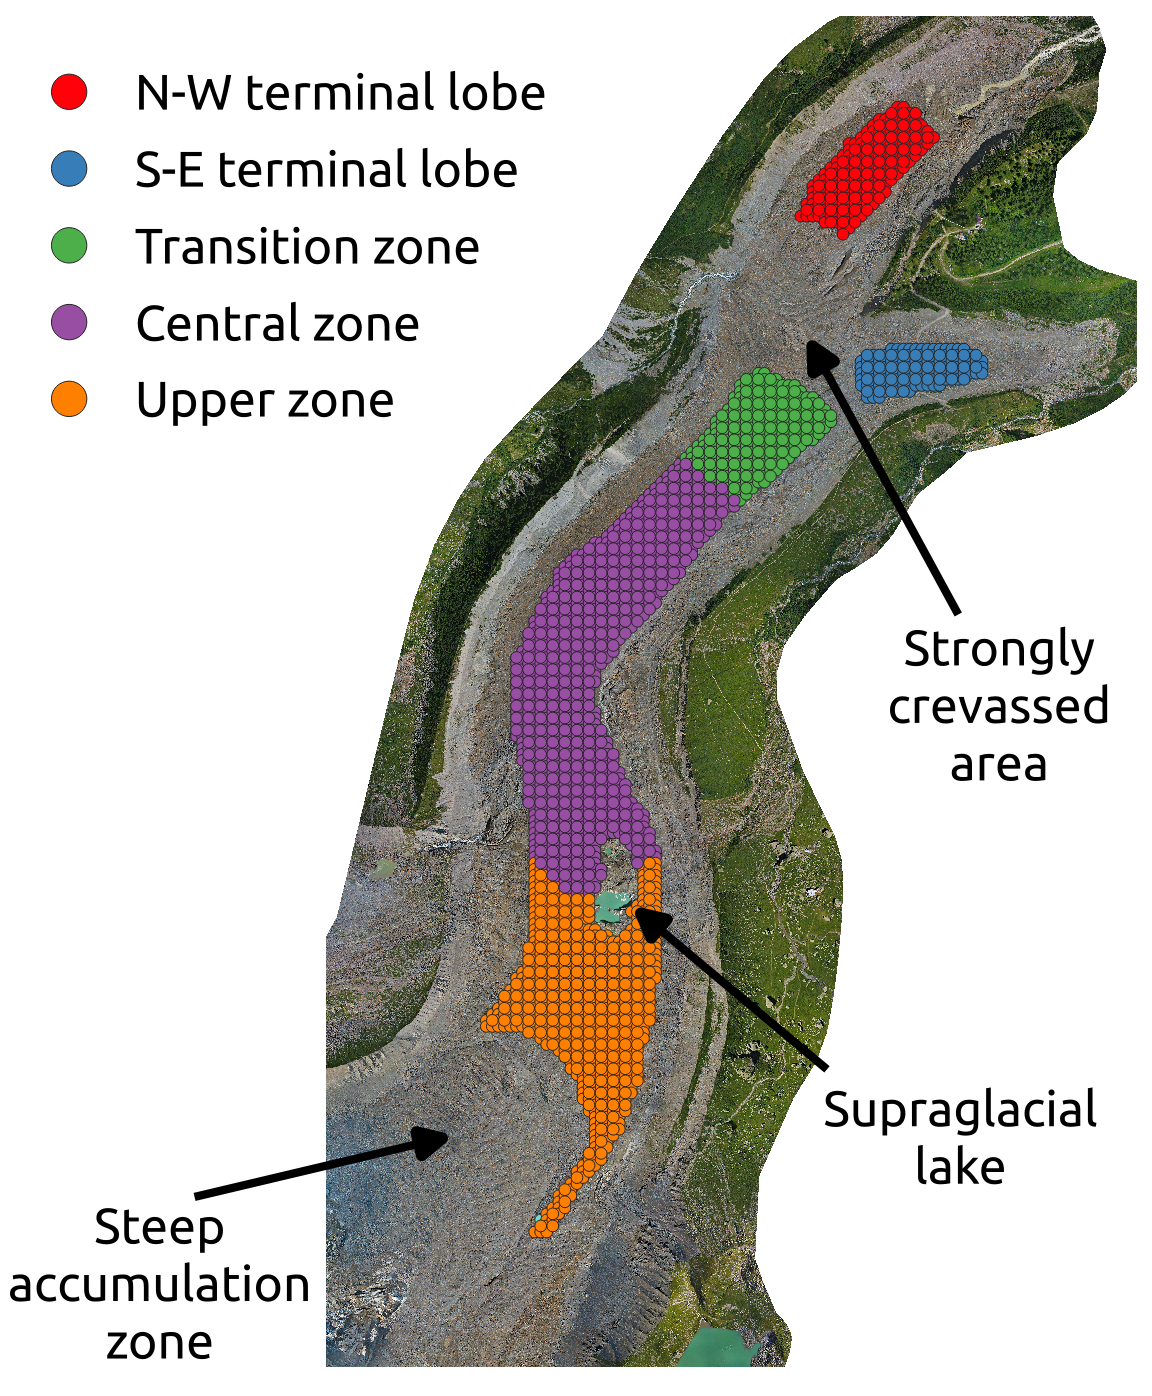 N-W terminal lobe
S-E terminal lobe
Transition zone
Central zone
Upper zone
Strongly
crevassed
area
Supraglacial
lake
Steep
accumulation
zone